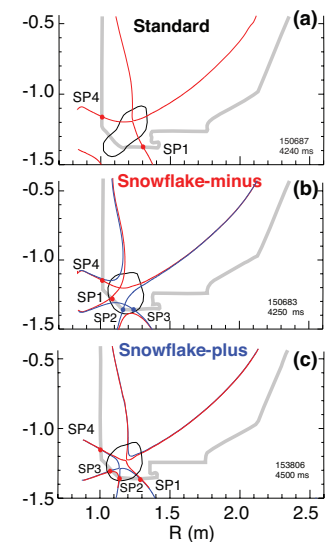 -0.5
Standard
(a)
SP4
-1.0
SP1
150687
4240 ms
-1.5
Snowflake-minus
(b)
-0.5
-1.0
SP4
SP1
SP2
SP3
150683
4250 ms
-1.5
Snowflake-plus
(c)
-0.5
-1.0
SP4
SP3
SP2
SP1
153806
4500 ms
-1.5
1.0 1.5 2.0 2.5
R (m)